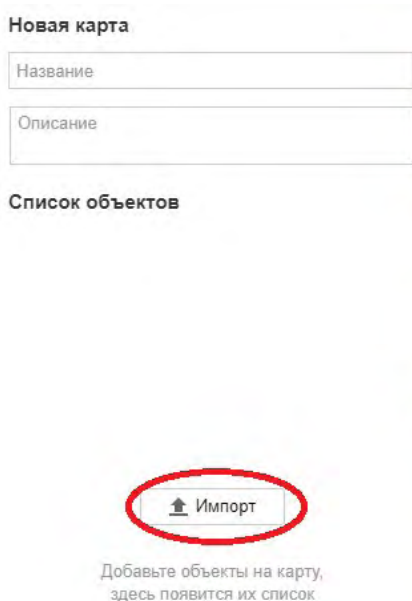 Новая карта
Название
Описание
Список объектов
Импорт
Добавьте объекты на карту,
здесь появится их список